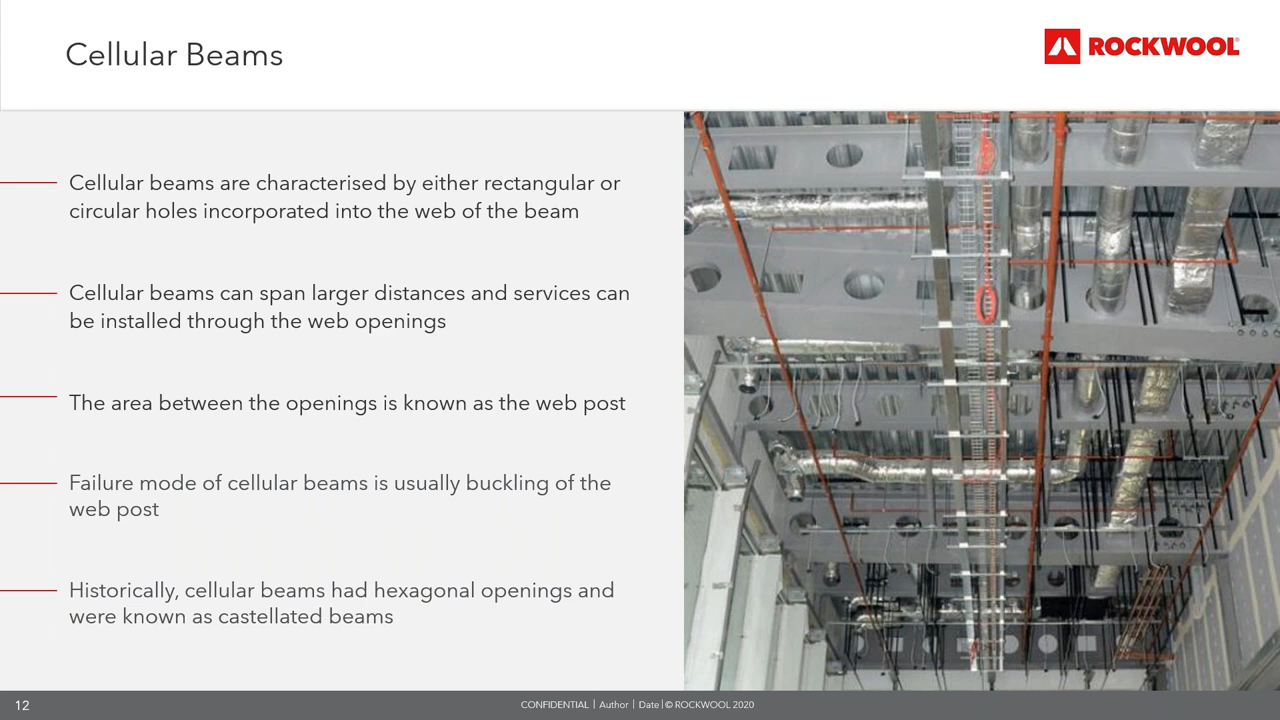 Cellular Beams
ROCKWOOL®
Cellular beams are characterised by either rectangular or
circular holes incorporated into the web of the beam
Cellular beams can span larger distances and services can
be installed through the web openings
The area between the openings is known as the web post
Failure mode of cellular beams is usually buckling of the
web post
Historically, cellular beams had hexagonal openings and
were known as castellated beams
12
CONFIDENTIAL | Author | Date | © ROCKWOOL 2020